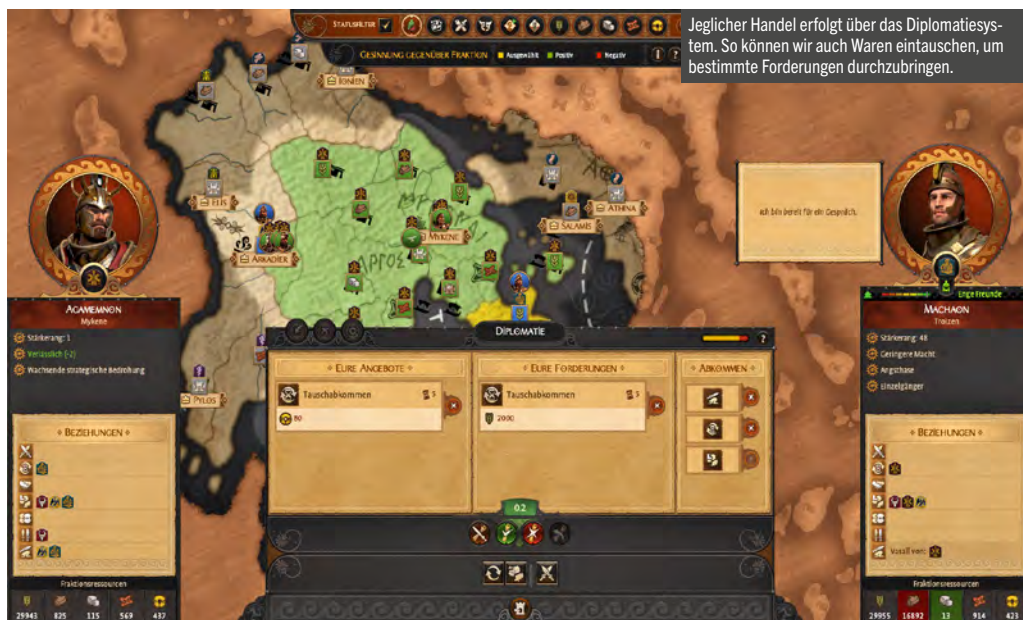 STATUSFILTER
Jeglicher Handel erfolgt über das Diplomatiesys-
tem. So können wir auch Waren eintauschen, um
bestimmte Forderungen durchzubringen.
GESINNUNG GEGENÜBER FRAKTION
Ausgewählt
Positiv
Negativ
IONIEN
ELIS
ARKADIER
MYKENE
SALAMIS
ATHINA
PYLOS
ΑΡΓΟΣ
Ich bin bereit für ein Gespräch.
AGAMEMNON
Mykene
Stärkerang: 1
Verlässlich (-2)
Wachsende strategische Bedrohung
BEZIEHUNGEN
Fraktionsressourcen
29943 825 115 569 437
DIPLOMATIE
?
EURE ANGEBOTE
Tauschabkommen 5
80
EURE FORDERUNGEN
Tauschabkommen 5
2000
ABKOMMEN
0.2
Enge Freunde
MACHAON
Troizen
Stärkerang: 48
Geringere Macht
Angsthase
Einzelgänger
BEZIEHUNGEN
Vasall von:
Fraktionsressourcen
29955 16892 13 914 423